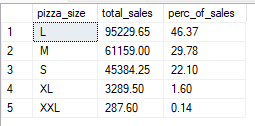 pizza_size total_sales perc_of_sales
1 L 95229.65 46.37
2 M 61159.00 29.78
3 S 45384.25 22.10
4 XL 3289.50 1.60
5 XXL 287.60 0.14